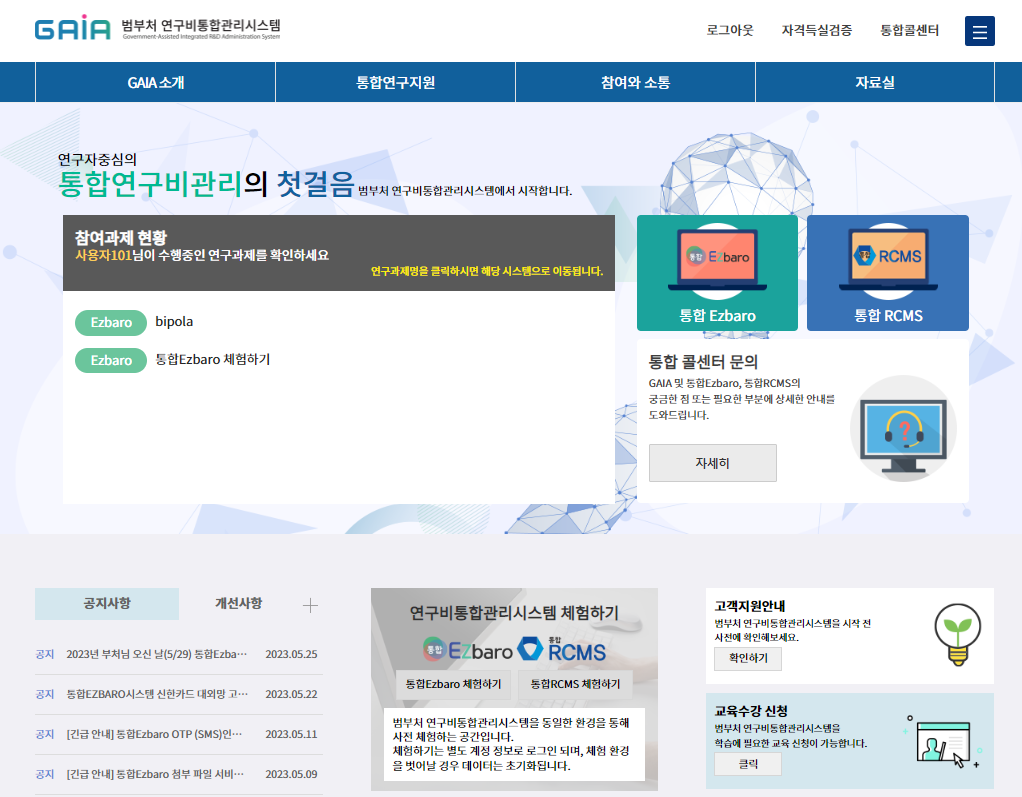 GAIA 범부처 연구비통합관리시스템
Government-Assisted Integrated R&D Administration System
로그아웃 자격득실검증 통합콜센터
GAIA 소개 통합연구지원 참여와 소통 자료실
연구자중심의
통합연구비관리의 첫걸음 범부처 연구비통합관리시스템에서 시작합니다.
참여과제 현황
사용자101님이 수행중인 연구과제를 확인하세요
연구과제명을 클릭하시면 해당 시스템으로 이동됩니다.
Ezbaro bipola
Ezbaro 통합Ezbaro 체험하기
통합 Ezbaro
통합 Ezbaro
통합 RCMS
통합 RCMS
통합 콜센터 문의
GAIA 및 통합Ezbaro, 통합RCMS의
궁금한 점 또는 필요한 부분에 상세한 안내를
도와드립니다.
자세히
?
공지사항 개선사항
공지 2023년 부처님 오신 날(5/29) 통합Ezba… 2023.05.25
공지 통합EZBARO시스템 신한카드 대외망 고… 2023.05.22
공지 [긴급 안내] 통합Ezbaro OTP (SMS)인… 2023.05.11
공지 [긴급 안내] 통합Ezbaro 첨부 파일 서비… 2023.05.09
연구비통합관리시스템 체험하기
통합 EZbaro 통합 RCMS
통합Ezbaro 체험하기 통합RCMS 체험하기
범부처 연구비통합관리시스템을 동일한 환경을 통해
사전 체험하는 공간입니다.
체험하기는 별도 계정 정보로 로그인 되며, 체험 환경
을 벗어날 경우 데이터는 초기화됩니다.
고객지원안내
범부처 연구비통합관리시스템을 시작 전
사전에 확인해보세요.
확인하기
교육수강 신청
범부처 연구비통합관리시스템을
학습에 필요한 교육 신청이 가능합니다.
클릭